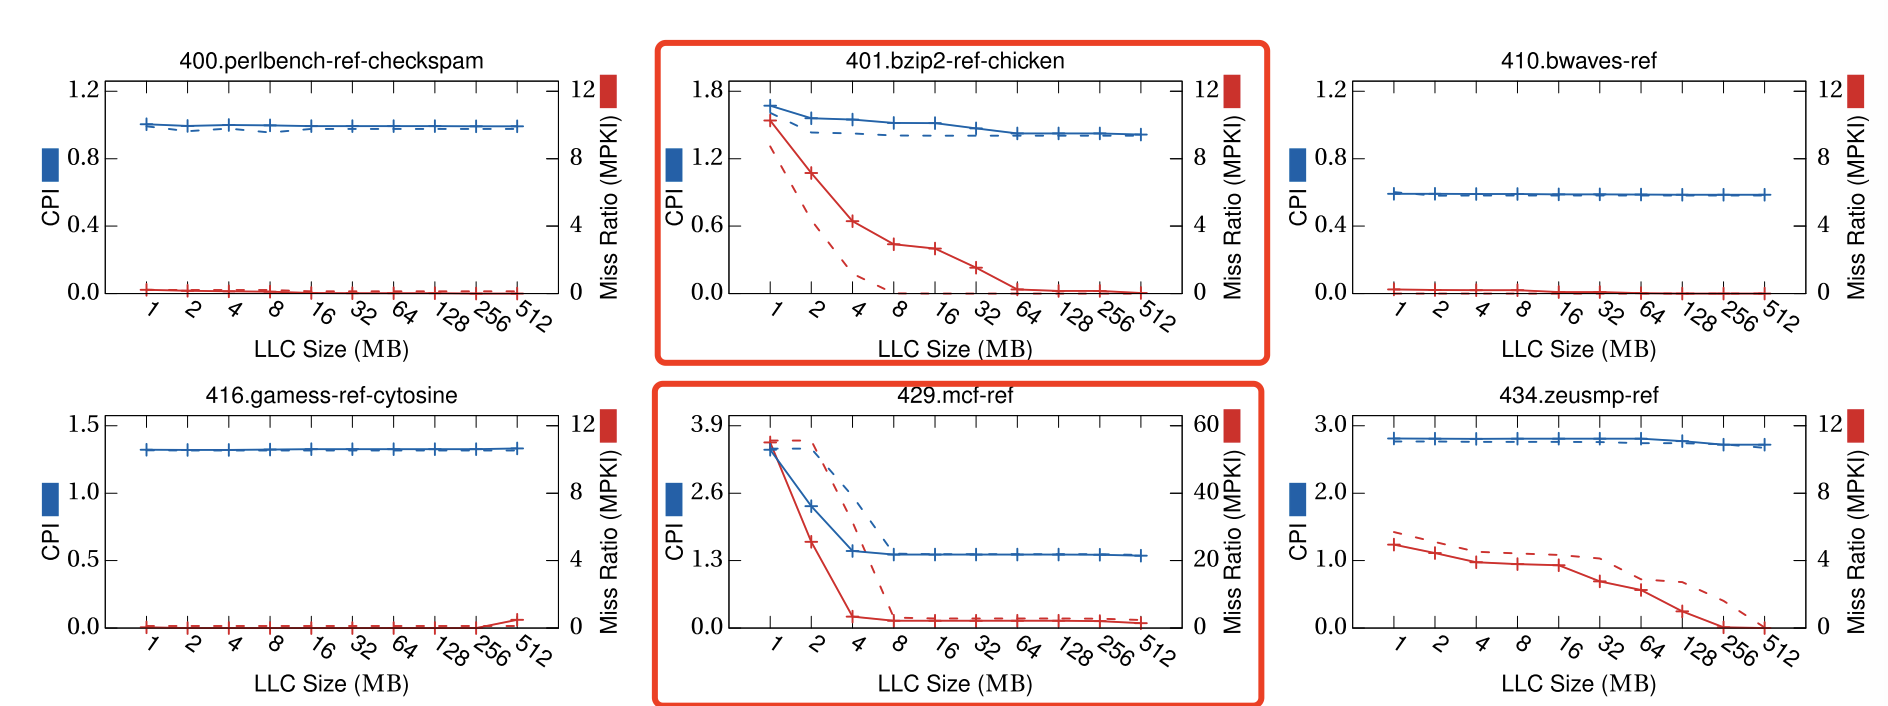 400.perlbench-ref-checkspam
1.2
0.8
0.4
0.0
12
8
4
0
CPI
Miss Ratio (MPKI)
1 2 4 8 16 32 64 128 256 512
LLC Size (MB)
401.bzip2-ref-chicken
1.8
1.2
0.6
0.0
12
8
4
0
CPI
Miss Ratio (MPKI)
1 2 4 8 16 32 64 128 256 512
LLC Size (MB)
410.bwaves-ref
1.2
0.8
0.4
0.0
12
8
4
0
CPI
Miss Ratio (MPKI)
1 2 4 8 16 32 64 128 256 512
LLC Size (MB)
416.gamess-ref-cytosine
1.5
1.0
0.5
0.0
12
8
4
0
CPI
Miss Ratio (MPKI)
1 2 4 8 16 32 64 128 256 512
LLC Size (MB)
429.mcf-ref
3.9
2.6
1.3
0.0
60
40
20
0
CPI
Miss Ratio (MPKI)
1 2 4 8 16 32 64 128 256 512
LLC Size (MB)
434.zeusmp-ref
3.0
2.0
1.0
0.0
12
8
4
0
CPI
Miss Ratio (MPKI)
1 2 4 8 16 32 64 128 256 512
LLC Size (MB)